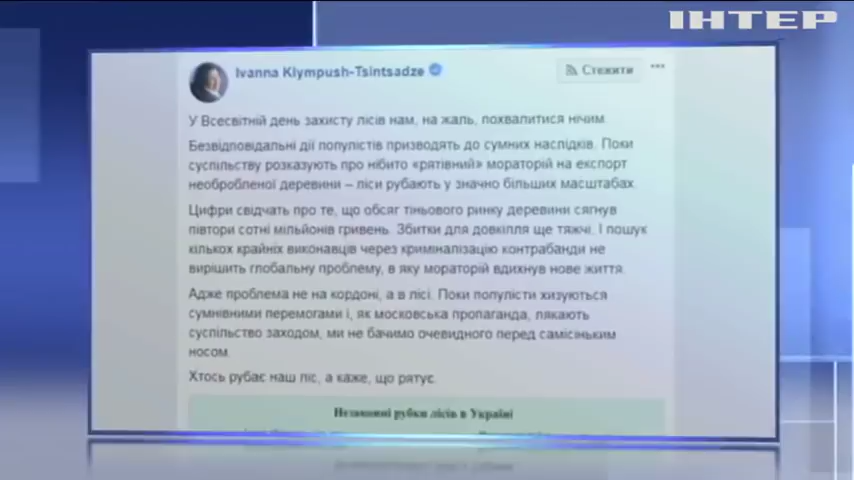 ІНТЕР
Ivanna Klympush-Tsintsadze
Стежити
У Всесвітній день захисту лісів нам, на жаль, похвалитися нічим.
Безвідповідальні дії популістів призводять до сумних наслідків. Поки
суспільству розказують про нібито «рятівний» мораторій на експорт
необробленої деревини – ліси рубають у значно більших масштабах.
Цифри свідчать про те, що обсяг тіньового ринку деревини сягнув
півтори сотні мільйонів гривень. Збитки для довкілля ще тяжчі. І пошук
кількох крайніх виконавців через криміналізацію контрабанди не
вирішить глобальну проблему, в яку мораторій вдихнув нове життя.
Адже проблема не на кордоні, а в лісі. Поки популісти хизуються
сумнівними перемогами і, як московська пропаганда, лякають
суспільство заходом, ми не бачимо очевидного перед самісіньким
носом.
Хтось рубає наш ліс, а каже, що рятує.
Незаконні рубки лісів в Україні